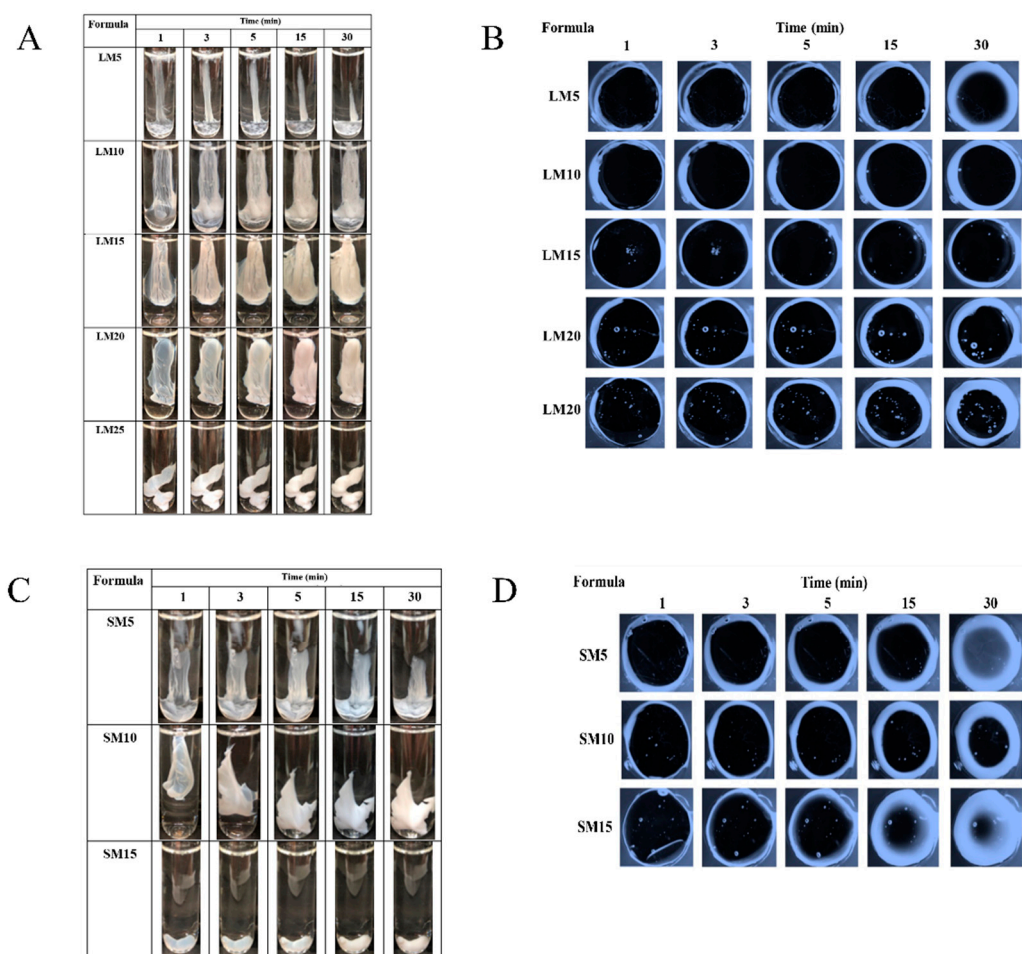 A
Formula Time (min)
1 3 5 15 30
LM5
LM10
LM15
LM20
LM25
B
Formula Time (min)
1 3 5 15 30
LM5
LM10
LM15
LM20
LM20
C
Formula Time (min)
1 3 5 15 30
SM5
SM10
SM15
D
Formula Time (min)
1 3 5 15 30
SM5
SM10
SM15